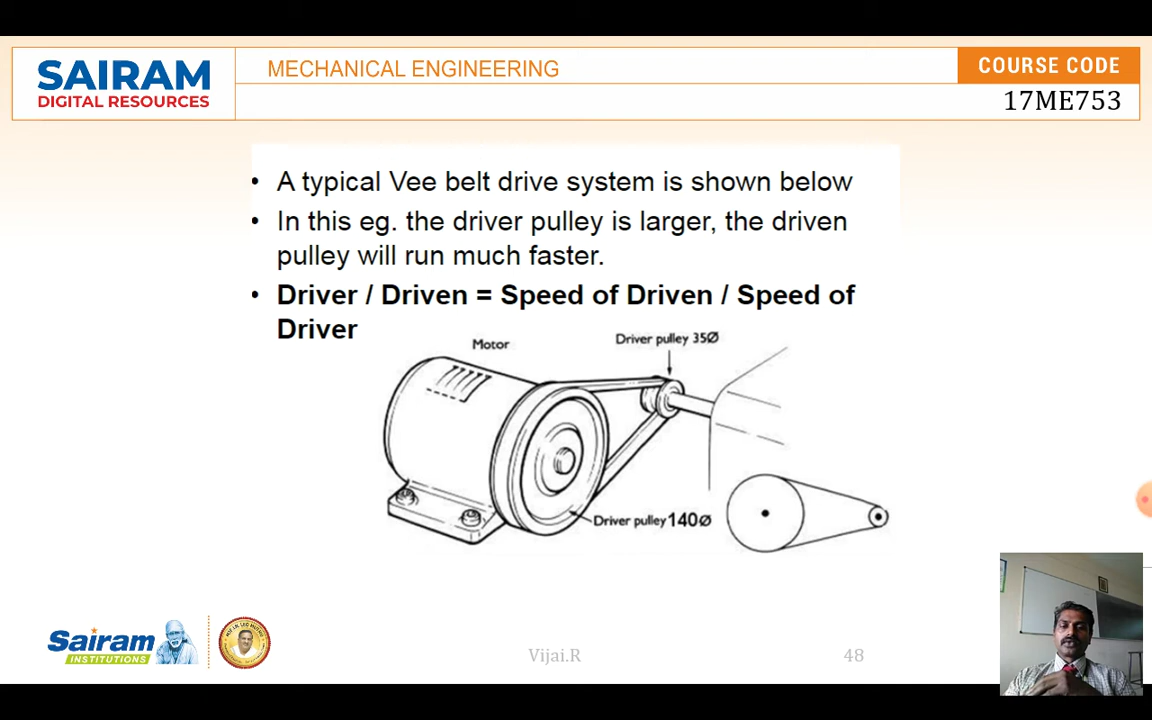 SAIRAM
DIGITAL RESOURCES
MECHANICAL ENGINEERING
COURSE CODE
17ME753
• A typical Vee belt drive system is shown below
• In this eg. the driver pulley is larger, the driven
pulley will run much faster.
• Driver / Driven = Speed of Driven / Speed of
Driver
Motor
Driver pulley 35Ø
Driver pulley 140Ø
Sairam
INSTITUTIONS
Vijai.R
48